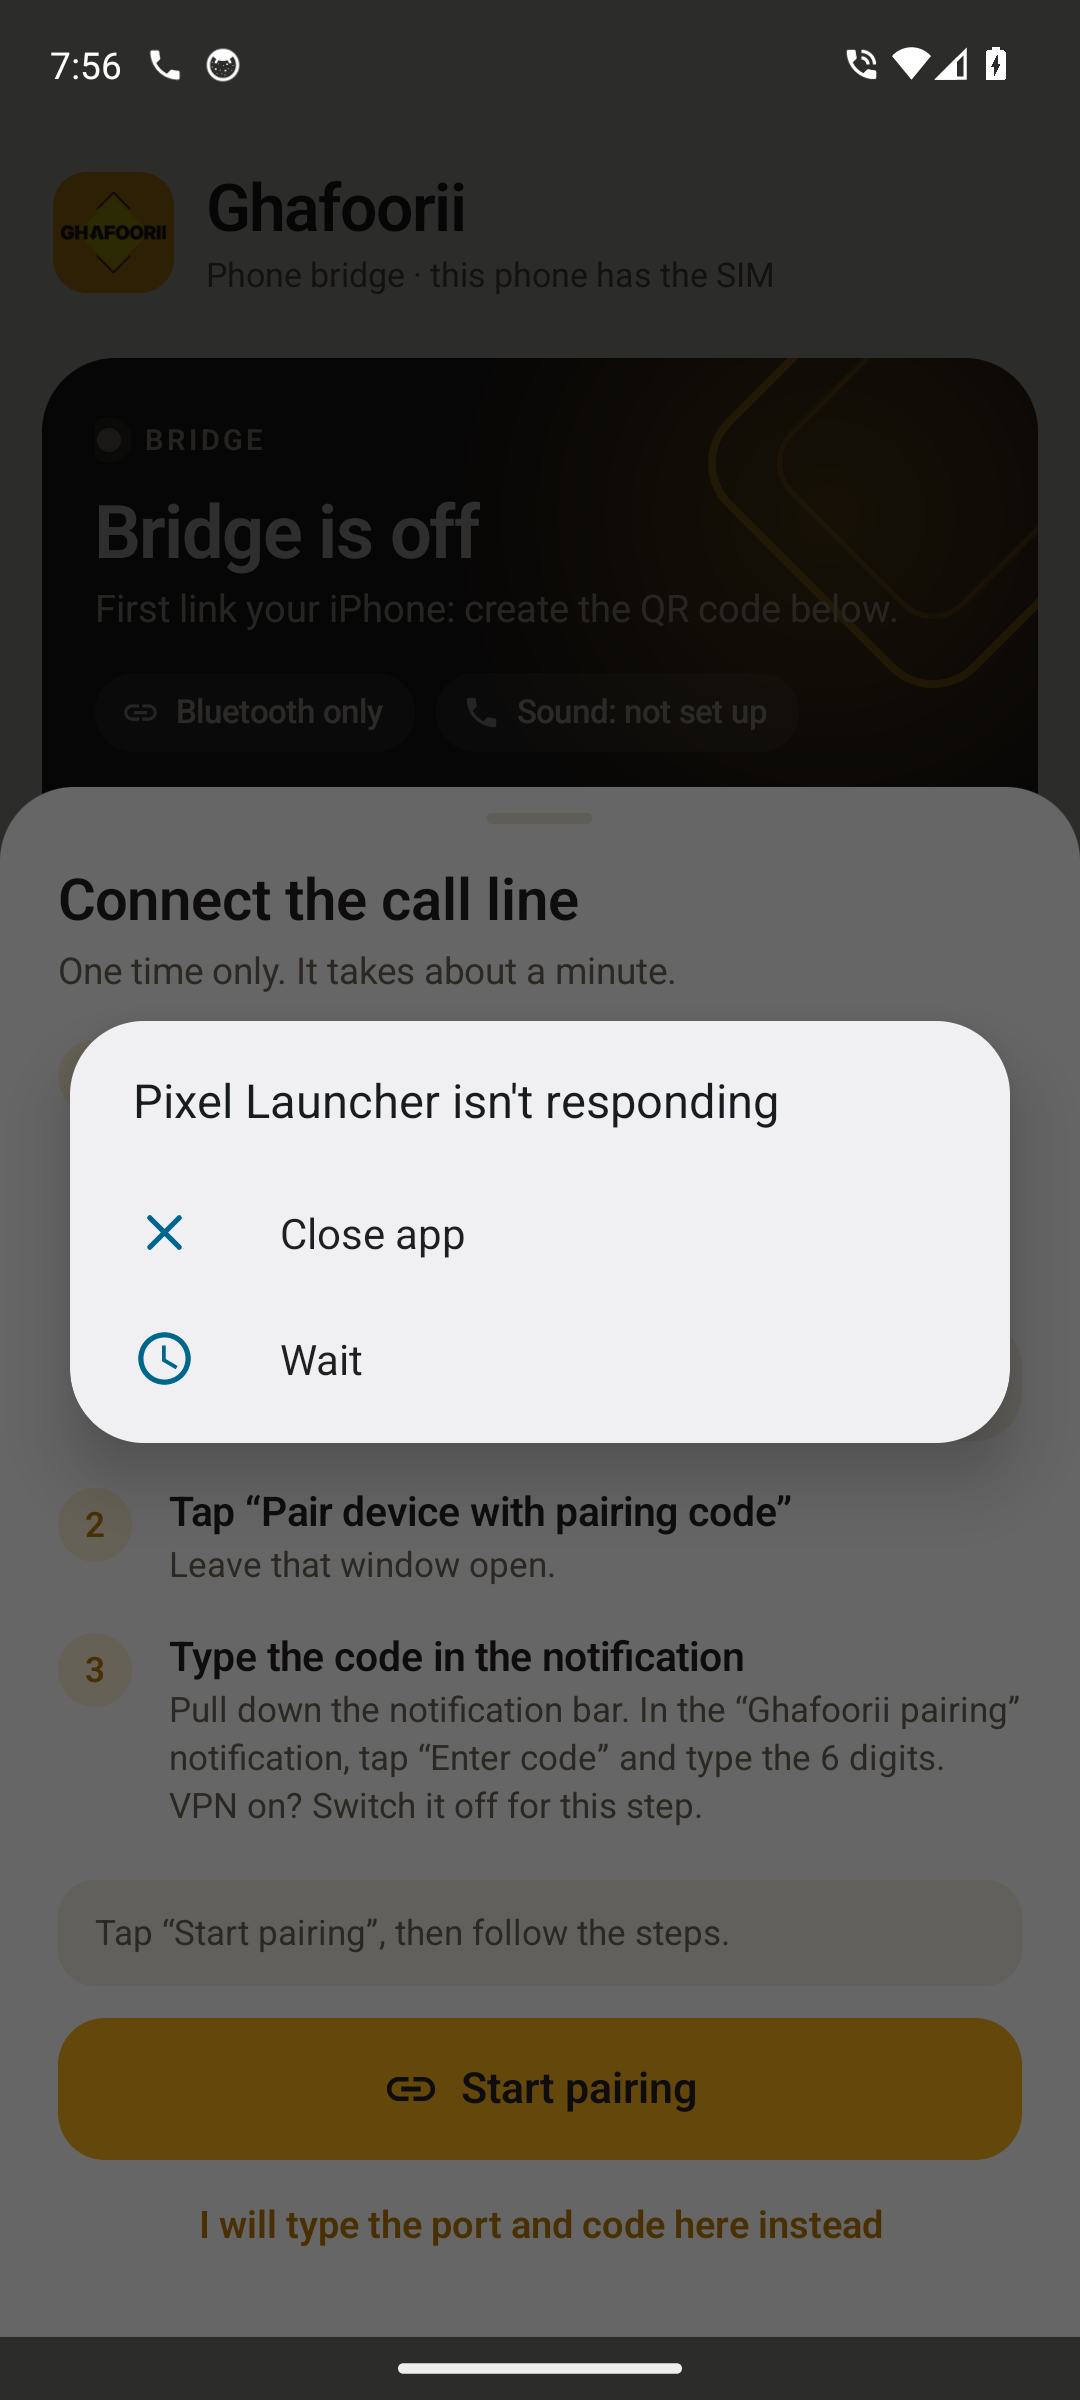 7:56
GHAFOORII
Ghafoorii
Phone bridge · this phone has the SIM
BRIDGE
Bridge is off
First link your iPhone: create the QR code below.
Bluetooth only
Sound: not set up
Connect the call line
One time only. It takes about a minute.
Pixel Launcher isn't responding
Close app
Wait
2
Tap “Pair device with pairing code”
Leave that window open.
3
Type the code in the notification
Pull down the notification bar. In the “Ghafoorii pairing”
notification, tap “Enter code” and type the 6 digits.
VPN on? Switch it off for this step.
Tap “Start pairing”, then follow the steps.
Start pairing
I will type the port and code here instead